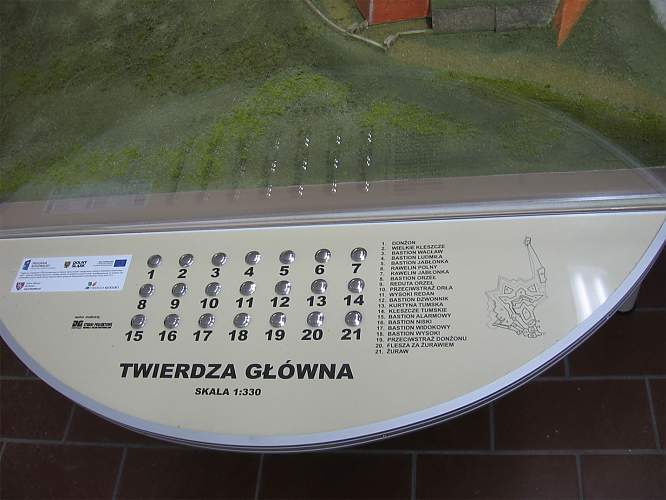 DOLNY ŚLĄSK
1 2 3 4 5 6 7
8 9 10 11 12 13 14
15 16 17 18 19 20 21
TWIERDZA GŁÓWNA
SKALA 1:330
1. DONŻON
2. WIELKIE KLESZCZE
3. BASTION WACŁAW
4. BASTION LUDMIŁA
5. BASTION JABŁONKA
6. RAWELIN POLNY
7. RAWELIN JABŁONKA
8. BASTION ORZEŁ
9. REDUTA ORZEŁ
10. PRZECIWSTRAŻ ORŁA
11. WYSOKI REDAN
12. BASTION DZWONNIK
13. KURTYNA TUMSKA
14. KLESZCZE TUMSKIE
15. BASTION ALARMOWY
16. BASTION NISKI
17. BASTION WIDOKOWY
18. BASTION WYSOKI
19. PRZECIWSTRAŻ DONŻONU
20. FLESZA ZA ŻURAWIEM
21. ŻURAW